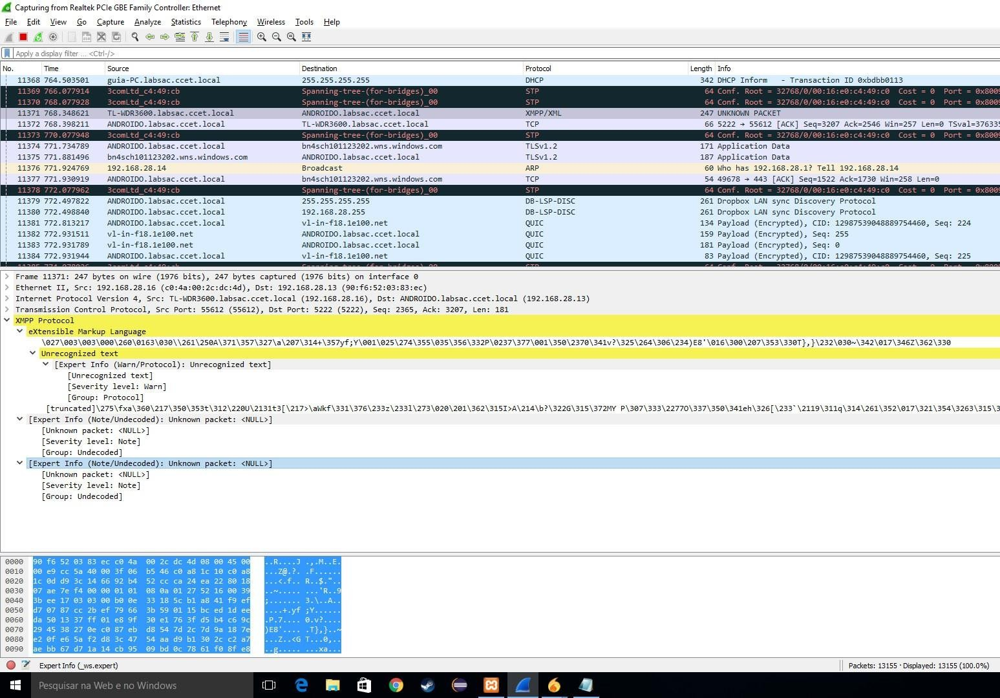 Capturing from Realtek PCIe GBE Family Controller: Ethernet
File Edit View Go Capture Analyze Statistics Telephony Wireless Tools Help
Apply a display filter ... <Ctrl-/>
No. Time Source Destination Protocol Length Info
11368 764.503501 guia-PC.labsac.ccet.local 255.255.255.255 DHCP 342 DHCP Inform - Transaction ID 0xbdbb0113
11369 766.077914 3comLtd_c4:49:cb Spanning-tree-(for-bridges)_00 STP 64 Conf. Root = 32768/0/00:16:e0:c4:49:c0 Cost = 0 Port = 0x8009
11370 768.077928 3comLtd_c4:49:cb Spanning-tree-(for-bridges)_00 STP 64 Conf. Root = 32768/0/00:16:e0:c4:49:c0 Cost = 0 Port = 0x8009
11371 768.348621 TL-WDR3600.labsac.ccet.local ANDROIDO.labsac.ccet.local XMPP/XML 247 UNKNOWN PACKET
11372 768.398211 ANDROIDO.labsac.ccet.local TL-WDR3600.labsac.ccet.local TCP 66 5222 → 55612 [ACK] Seq=3207 Ack=2546 Win=257 Len=0 TSval=376335
11373 770.077948 3comLtd_c4:49:cb Spanning-tree-(for-bridges)_00 STP 64 Conf. Root = 32768/0/00:16:e0:c4:49:c0 Cost = 0 Port = 0x8009
11374 771.734789 ANDROIDO.labsac.ccet.local bn4sch101123202.wns.windows.com TLSv1.2 171 Application Data
11375 771.881496 bn4sch101123202.wns.windows.com ANDROIDO.labsac.ccet.local TLSv1.2 187 Application Data
11376 771.924769 192.168.28.14 Broadcast ARP 60 Who has 192.168.28.1? Tell 192.168.28.14
11377 771.930919 ANDROIDO.labsac.ccet.local bn4sch101123202.wns.windows.com TCP 54 49678 → 443 [ACK] Seq=1522 Ack=1730 Win=258 Len=0
11378 772.077962 3comLtd_c4:49:cb Spanning-tree-(for-bridges)_00 STP 64 Conf. Root = 32768/0/00:16:e0:c4:49:c0 Cost = 0 Port = 0x8009
11379 772.497822 ANDROIDO.labsac.ccet.local 255.255.255.255 DB-LSP-DISC 261 Dropbox LAN sync Discovery Protocol
11380 772.498840 ANDROIDO.labsac.ccet.local 192.168.28.255 DB-LSP-DISC 261 Dropbox LAN sync Discovery Protocol
11381 772.813217 ANDROIDO.labsac.ccet.local vl-in-f18.1e100.net QUIC 134 Payload (Encrypted), CID: 12987539048889754460, Seq: 224
11382 772.931511 vl-in-f18.1e100.net ANDROIDO.labsac.ccet.local QUIC 159 Payload (Encrypted), Seq: 255
11383 772.931789 vl-in-f18.1e100.net ANDROIDO.labsac.ccet.local QUIC 181 Payload (Encrypted), Seq: 0
11384 772.931944 ANDROIDO.labsac.ccet.local vl-in-f18.1e100.net QUIC 83 Payload (Encrypted), CID: 12987539048889754460, Seq: 225
Frame 11371: 247 bytes on wire (1976 bits), 247 bytes captured (1976 bits) on interface 0
Ethernet II, Src: 192.168.28.16 (c0:4a:00:2c:dc:4d), Dst: 192.168.28.13 (90:f6:52:03:83:ec)
Internet Protocol Version 4, Src: TL-WDR3600.labsac.ccet.local (192.168.28.16), Dst: ANDROIDO.labsac.ccet.local (192.168.28.13)
Transmission Control Protocol, Src Port: 55612 (55612), Dst Port: 5222 (5222), Seq: 2365, Ack: 3207, Len: 181
XMPP Protocol
eXtensible Markup Language
\027\003\003\000\260\0163\030\\261\250A\371\357\327\a\207\314+\357yf;Y\001\025\274\355\035\356\332P\0237\377\001\350\2370\341v?\325\264\306\234)E8'\016\300\207\353\330T},}\232\030~\342\017\346Z\362\330
Unrecognized text
[Expert Info (Warn/Protocol): Unrecognized text]
[Unrecognized text]
[Severity level: Warn]
[Group: Protocol]
[truncated]\275\fxa\360\217\350\353t\312\220U\2131t3[\217>\aWkf\331\376\233z\233l\273\020\201\362\315I>A\214\b?\322G\315\372MY P\307\333\2277O\337\350\341eh\326[\233`\2119\311q\314\261\352\017\321\354\3263\315\3
[Expert Info (Note/Undecoded): Unknown packet: <NULL>]
[Unknown packet: <NULL>]
[Severity level: Note]
[Group: Undecoded]
[Expert Info (Note/Undecoded): Unknown packet: <NULL>]
[Unknown packet: <NULL>]
[Severity level: Note]
[Group: Undecoded]
0000 90 f6 52 03 83 ec c0 4a 00 2c dc 4d 08 00 45 00 ..R....J .,.M..E.
0010 00 e9 cc 5a 40 00 3f 06 b5 46 c0 a8 1c 10 c0 a8 ...Z@.?. .F......
0020 1c 0d d9 3c 14 66 92 b4 52 cc ca 24 ea 22 80 18 ...<.f.. R..$."..
0030 07 ae 7e f4 00 00 01 01 08 0a 01 27 52 16 00 39 ..~..... ...'R..9
0040 3b ee 17 03 03 00 b0 0e 33 18 5c b1 a8 41 f9 ef ;....... 3.\..A..
0050 d7 07 87 cc 2b ef 79 66 3b 59 01 15 bc ed 1d ee ....+.yf ;Y......
0060 da 50 13 37 ff 01 e8 9f 30 e1 76 3f d5 b4 c6 9c .P.7.... 0.v?....
0070 29 45 38 27 0e c0 87 eb d8 54 7d 2c 7d 9a 18 7e )E8'.... .T},}..~
0080 e2 0f e6 5a f2 d8 3c 47 54 aa d9 b1 30 2c c2 a7 ...Z..<G T...0,..
0090 ae bb 67 d7 1a 14 cb 95 09 bd 0c 78 61 f0 8f e8 ..g..... ...xa...
Expert Info (_ws.expert) Packets: 13155 · Displayed: 13155 (100.0%)
Pesquisar na Web e no Windows